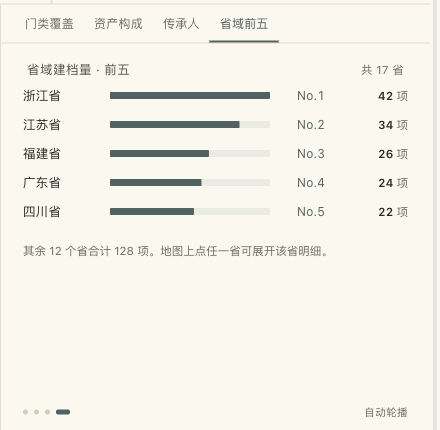 门类覆盖 资产构成 传承人 省域前五
省域建档量 · 前五 共 17 省
浙江省 No.1 42 项
江苏省 No.2 34 项
福建省 No.3 26 项
广东省 No.4 24 项
四川省 No.5 22 项
其余 12 个省合计 128 项。地图上点任一省可展开该省明细。
自动轮播